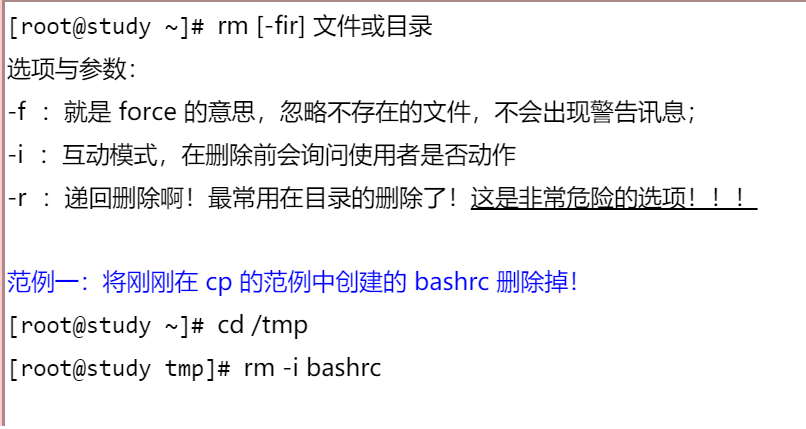 [root@study ~]# rm [-fir] 文件或目录
选项与参数：
-f ：就是 force 的意思，忽略不存在的文件，不会出现警告讯息；
-i ：互动模式，在删除前会询问使用者是否动作
-r ：递回删除啊！最常用在目录的删除了！这是非常危险的选项！！！
范例一：将刚刚在 cp 的范例中创建的 bashrc 删除掉！
[root@study ~]# cd /tmp
[root@study tmp]# rm -i bashrc